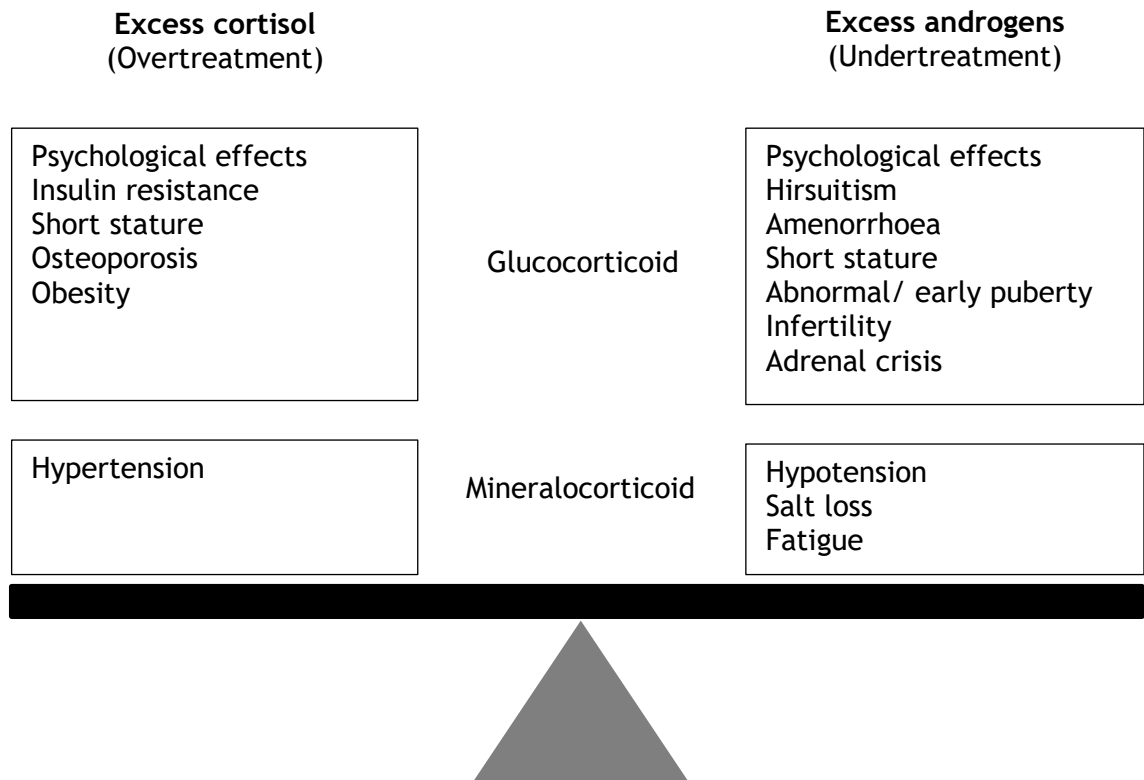 Excess cortisol
(Overtreatment)
Excess androgens
(Undertreatment)
Psychological effects
Insulin resistance
Short stature
Osteoporosis
Obesity
Glucocorticoid
Psychological effects
Hirsuitism
Amenorrhoea
Short stature
Abnormal/ early puberty
Infertility
Adrenal crisis
Hypertension
Mineralocorticoid
Hypotension
Salt loss
Fatigue